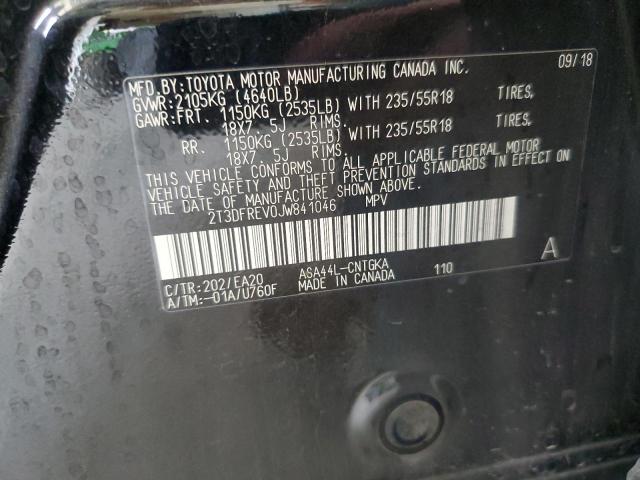 MFD.BY:TOYOTA MOTOR MANUFACTURING CANADA INC. 09/18
GVWR:2105KG (4640LB)
GAWR:FRT. 1150KG (2535LB) WITH 235/55R18 TIRES,
18X7 5J RIMS.
RR. 1150KG (2535LB) WITH 235/55R18 TIRES,
18X7 5J RIMS.
THIS VEHICLE CONFORMS TO ALL APPLICABLE FEDERAL MOTOR
VEHICLE SAFETY AND THEFT PREVENTION STANDARDS IN EFFECT ON
THE DATE OF MANUFACTURE SHOWN ABOVE.
2T3DFREV0JW841046 MPV
A
C/TR:202/EA20 ASA44L-CNTGKA 110
A/TM:-01A/U760F MADE IN CANADA